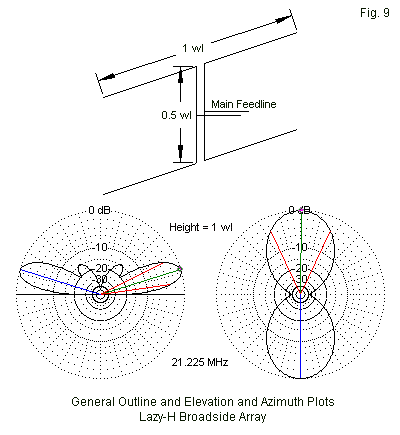 Fig. 9
1 wl
Main Feedline
0.5 wl
0 dB
0 dB
Height = 1 wl
-10
-10
-20
-20
-30
-30
21.225 MHz
General Outline and Elevation and Azimuth Plots
Lazy-H Broadside Array